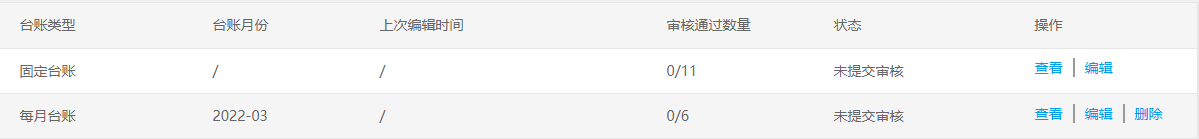 台账类型 台账月份 上次编辑时间 审核通过数量 状态 操作
固定台账 / / 0/11 未提交审核 查看 | 编辑
每月台账 2022-03 / 0/6 未提交审核 查看 | 编辑 | 删除